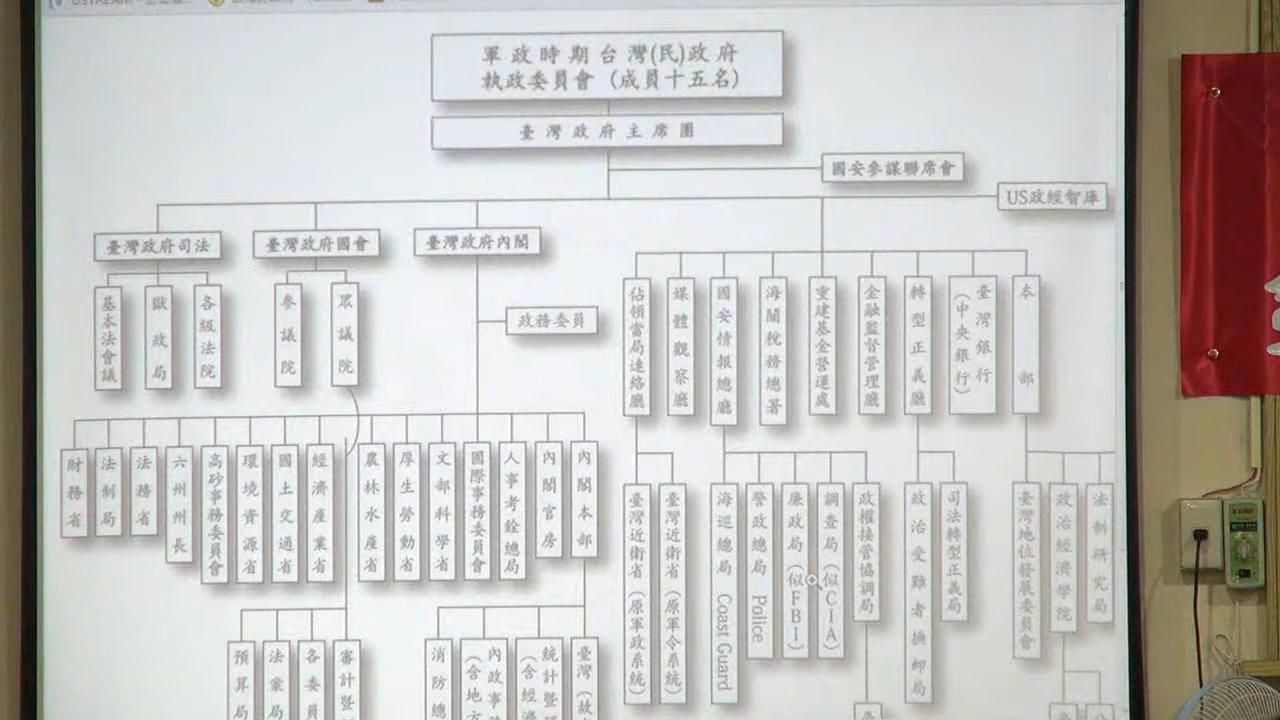 軍政時期台灣(民)政府
執政委員會 (成員十五名)
臺灣政府主席團
國安參謀聯席會
US政經智庫
臺灣政府司法
臺灣政府國會
臺灣政府內閣
政務委員
基本法會議
獄政局
各級法院
參議院
眾議院
佔領當局連絡廳
媒體觀察廳
國安情報總廳
海關稅務總署
重建基金營運處
金融監督管理廳
轉型正義廳
臺灣銀行
(中央銀行)
本部
財務省
法制局
法務省
六州州長
高砂事務委員會
環境資源省
國土交通省
經濟產業省
農林水產省
厚生勞動省
文部科學省
國際事務委員會
人事考銓總局
內閣官房
內閣本部
臺灣近衛省(原軍政系統)
臺灣近衛省(原軍令系統)
海巡總局 Coast Guard
警政總局 Police
廉政局(似FBI)
調查局(似CIA)
政權接管協調局
政治受難者撫卹局
司法轉型正義局
臺灣地位發展委員會
政治經濟學院
法制研究局
預算局
法業局
各委員
審計暨
消防總
內政事
(含地方
統計暨
(含經濟
臺灣(故